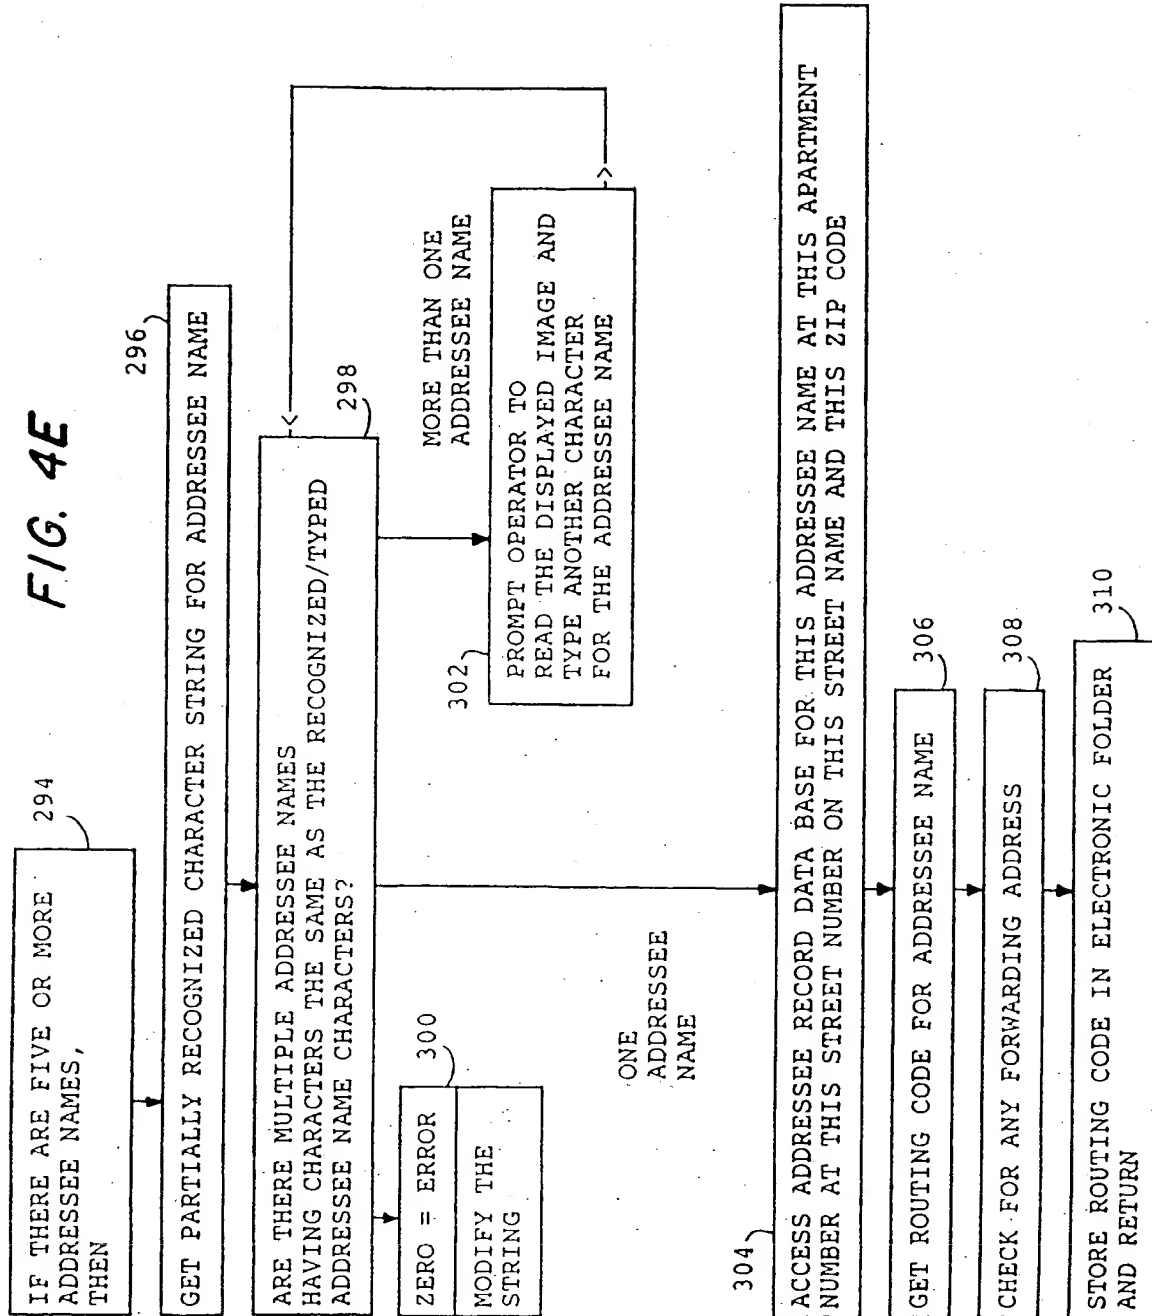 FIG. 4E
294
IF THERE ARE FIVE OR MORE
ADDRESSEE NAMES,
THEN
296
GET PARTIALLY RECOGNIZED CHARACTER STRING FOR ADDRESSEE NAME
298
ARE THERE MULTIPLE ADDRESSEE NAMES
HAVING CHARACTERS THE SAME AS THE RECOGNIZED/TYPED
ADDRESSEE NAME CHARACTERS?
300
ZERO = ERROR
MODIFY THE
STRING
MORE THAN ONE
ADDRESSEE NAME
302
PROMPT OPERATOR TO
READ THE DISPLAYED IMAGE AND
TYPE ANOTHER CHARACTER
FOR THE ADDRESSEE NAME
ONE
ADDRESSEE
NAME
304
ACCESS ADDRESSEE RECORD DATA BASE FOR THIS ADDRESSEE NAME AT THIS APARTMENT
NUMBER AT THIS STREET NUMBER ON THIS STREET NAME AND THIS ZIP CODE
306
GET ROUTING CODE FOR ADDRESSEE NAME
308
CHECK FOR ANY FORWARDING ADDRESS
310
STORE ROUTING CODE IN ELECTRONIC FOLDER
AND RETURN